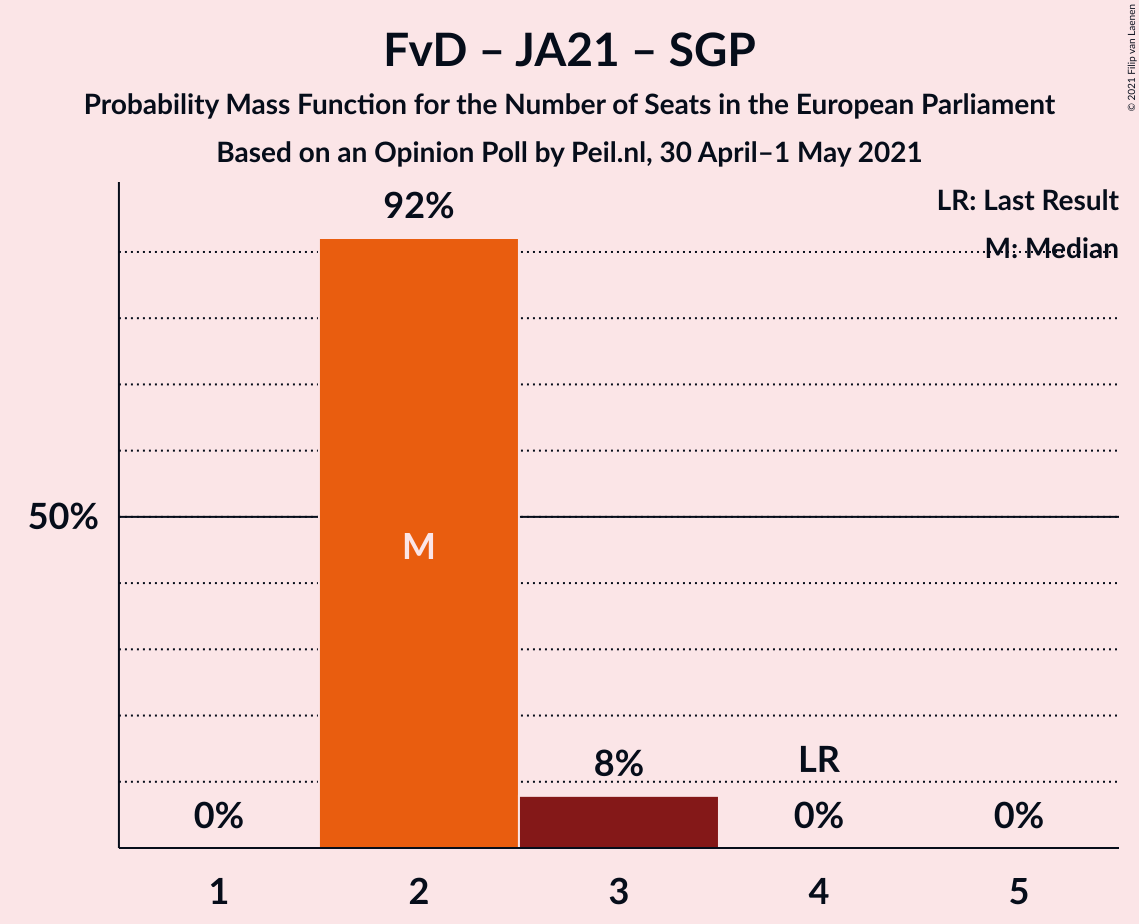 FvD – JA21 – SGP
Probability Mass Function for the Number of Seats in the European Parliament
Based on an Opinion Poll by Peil.nl, 30 April–1 May 2021
© 2021 Filip van Laenen
LR: Last Result
M: Median
92%
50%
M
8%
LR
0%
0%
0%
1
2
3
4
5